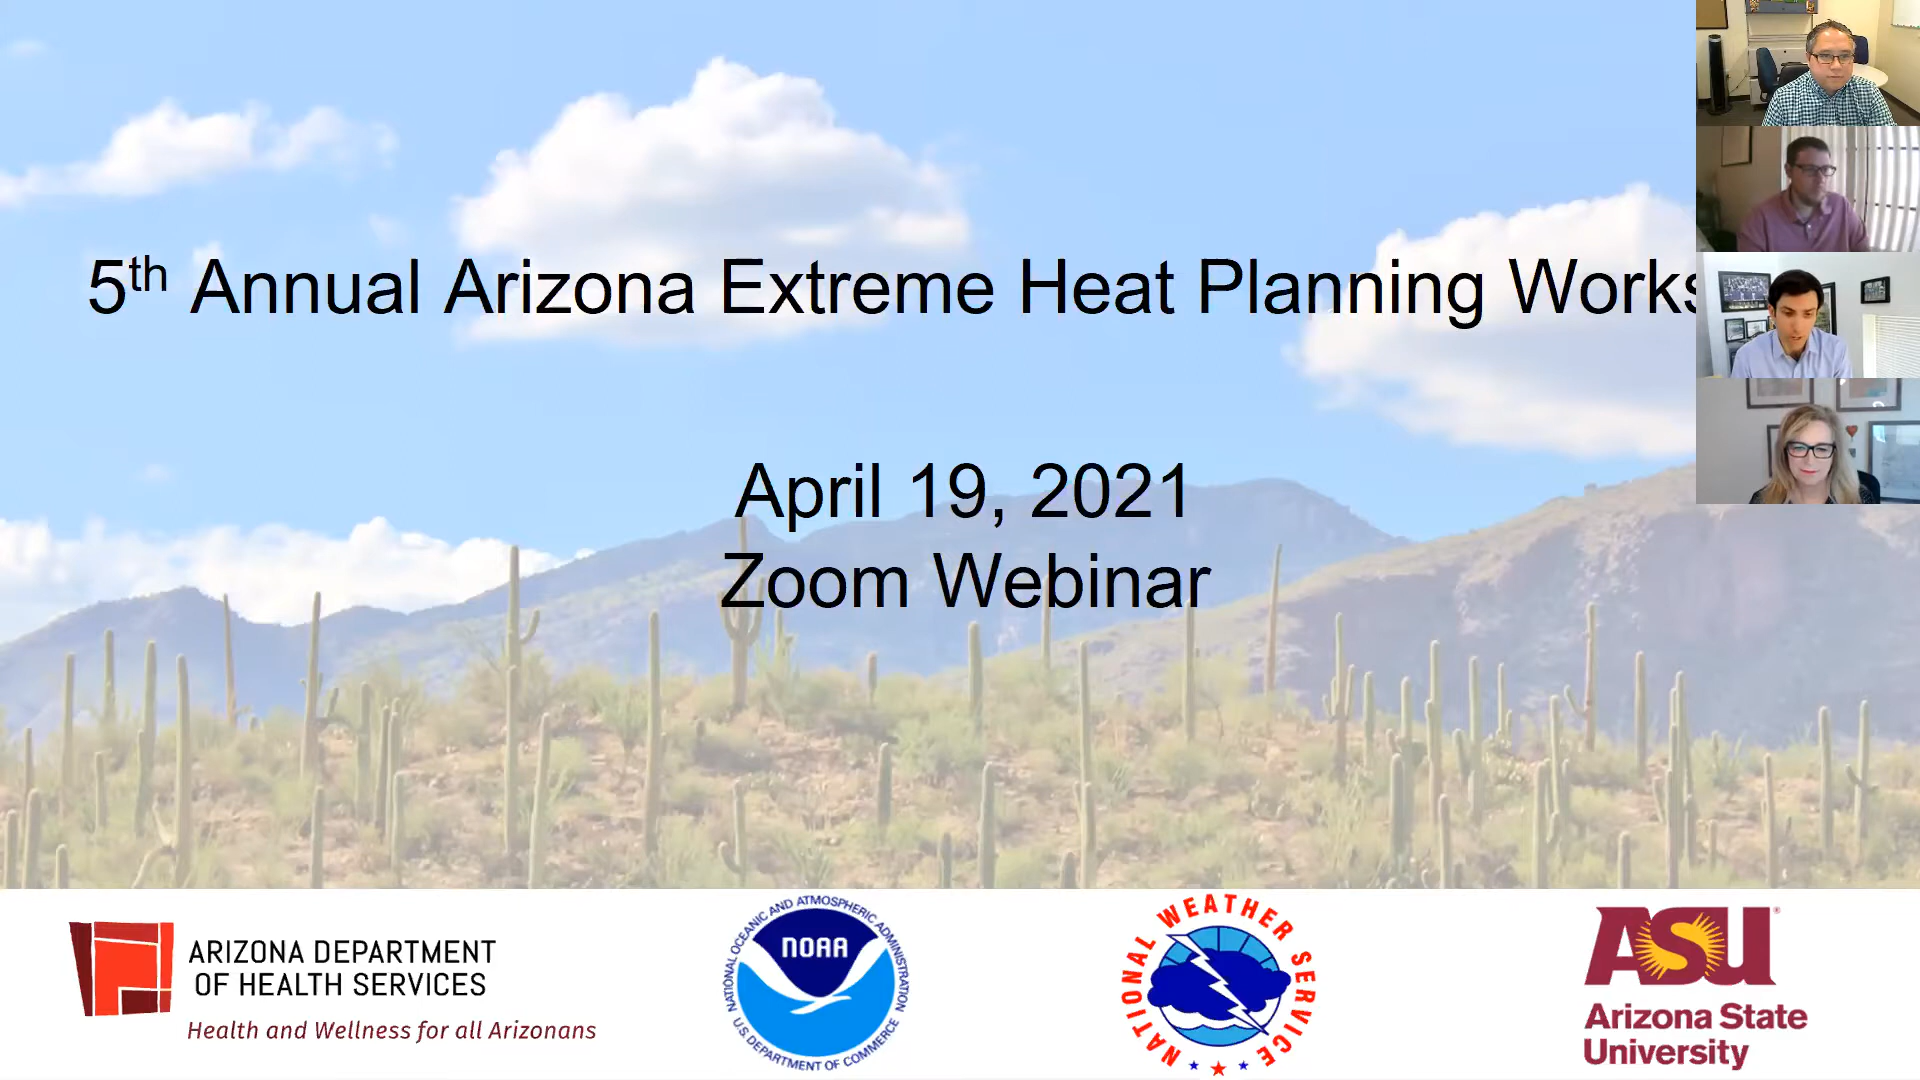 5th Annual Arizona Extreme Heat Planning Works
April 19, 2021
Zoom Webinar
ARIZONA DEPARTMENT
OF HEALTH SERVICES
Health and Wellness for all Arizonans
NATIONAL OCEANIC AND ATMOSPHERIC ADMINISTRATION
NOAA
U.S. DEPARTMENT OF COMMERCE
NATIONAL WEATHER SERVICE
ASU
Arizona State
University